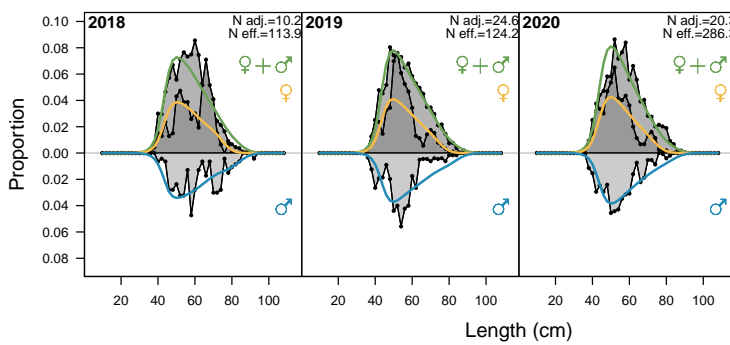 2018
N adj.=10.2
N eff.=113.9
2019
N adj.=24.6
N eff.=124.2
2020
N adj.=20.3
N eff.=286.3
♀+♂
♀
♂
♀+♂
♀
♂
♀+♂
♀
♂
Proportion
0.10
0.08
0.06
0.04
0.02
0.00
0.02
0.04
0.06
0.08
20 40 60 80 100
20 40 60 80 100
20 40 60 80 100
Length (cm)